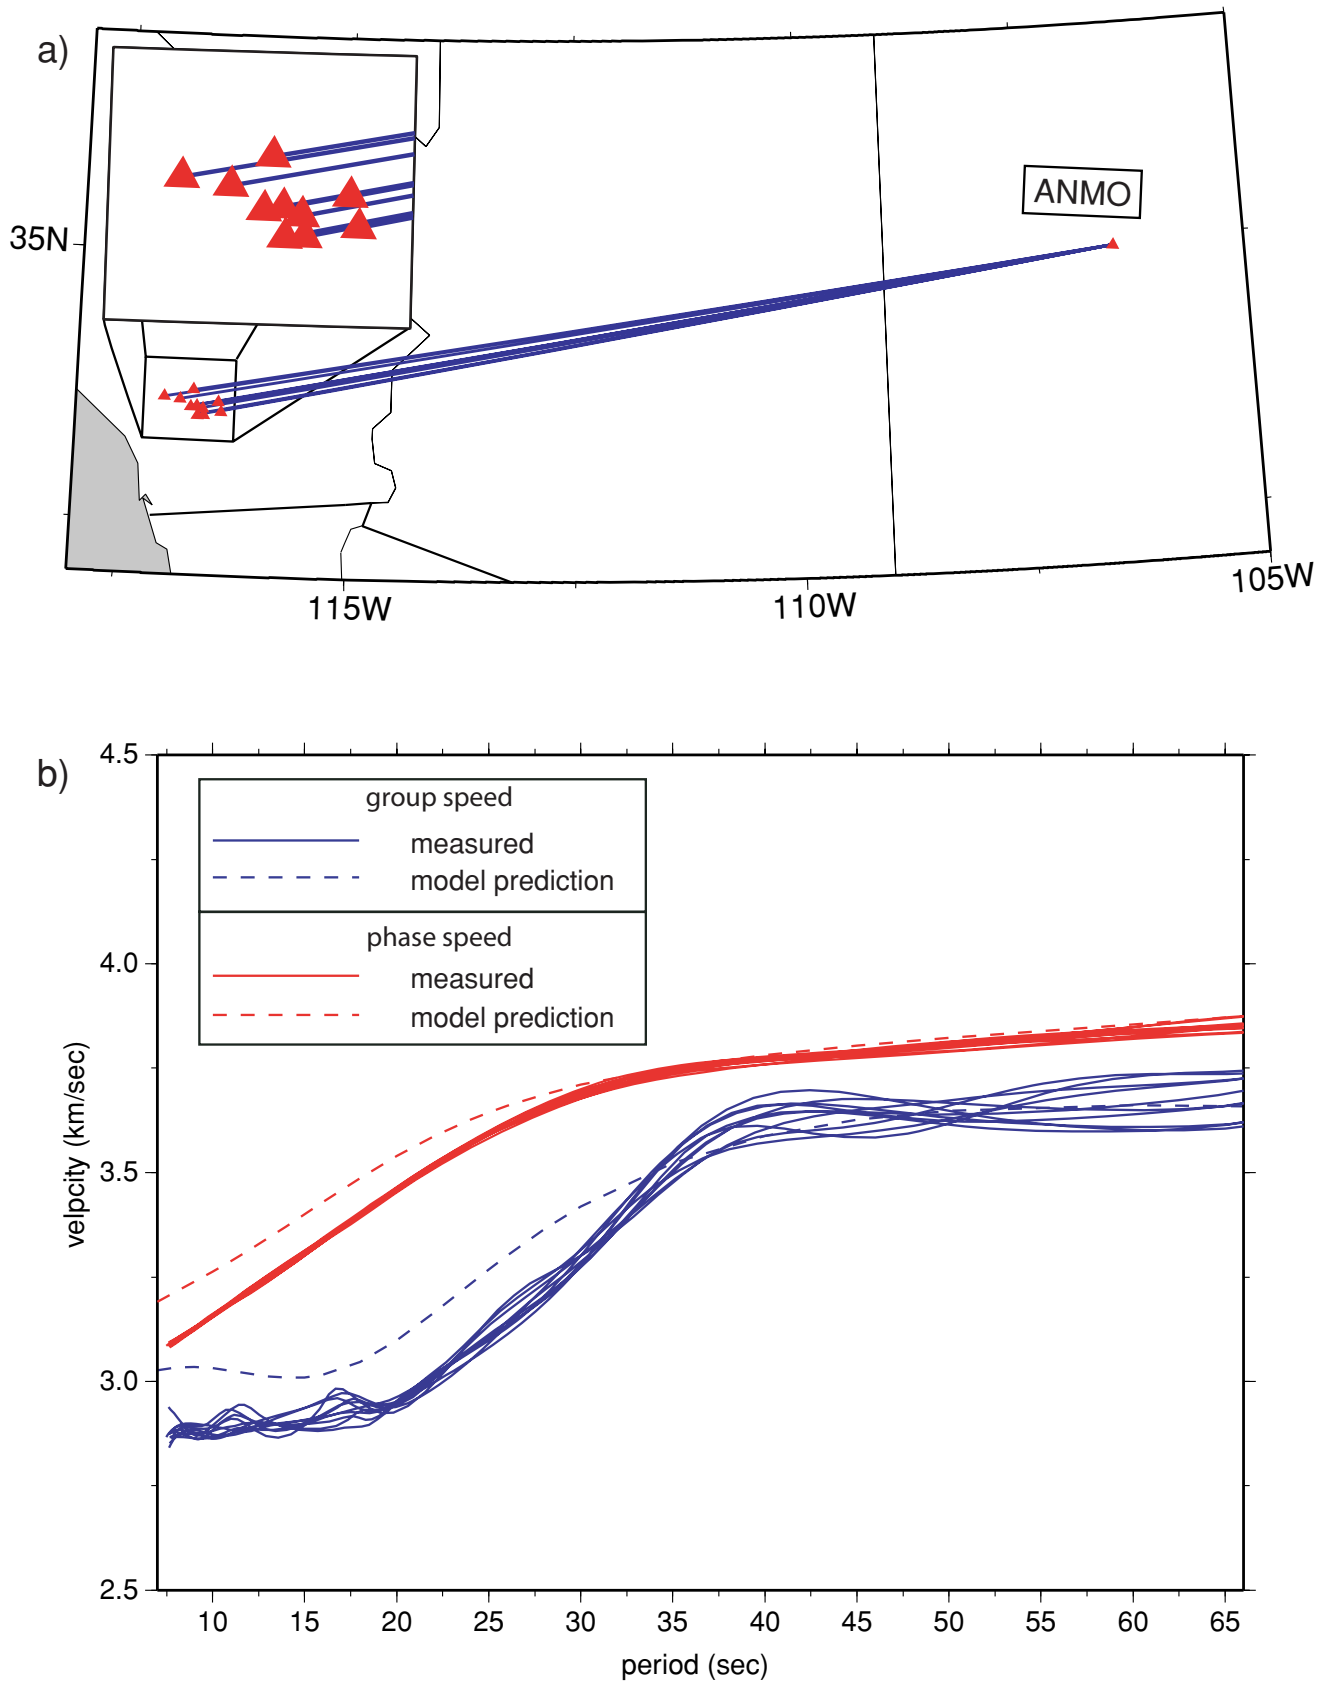 a)
ANMO
35N
115W
110W
105W
b)
4.5
4.0
3.5
3.0
2.5
velpcity (km/sec)
group speed
measured
model prediction
phase speed
measured
model prediction
10 15 20 25 30 35 40 45 50 55 60 65
period (sec)